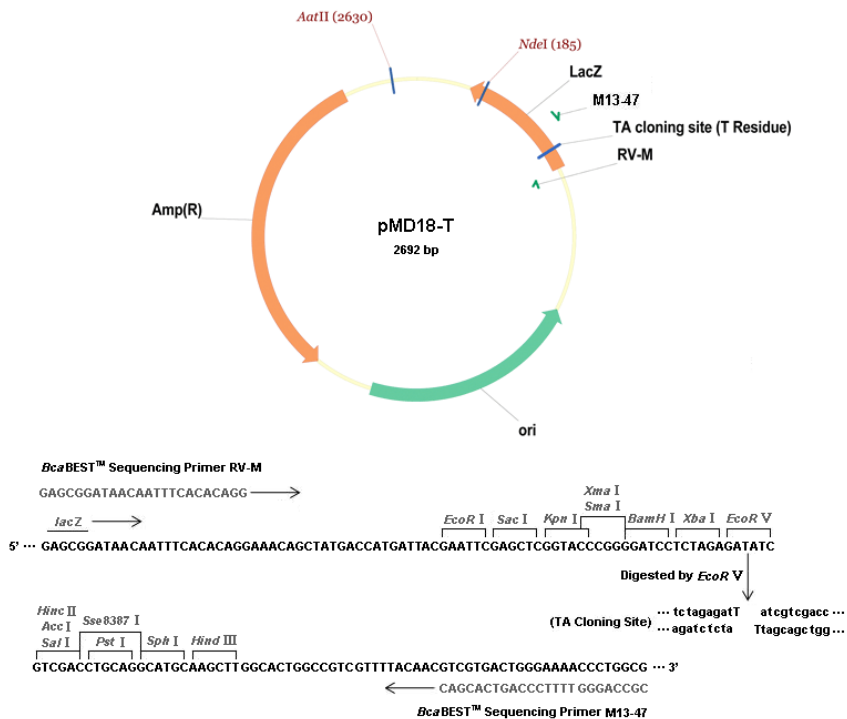 AatII (2630)
NdeI (185)
LacZ
M13-47
TA cloning site (T Residue)
RV-M
Amp(R)
pMD18-T
2692 bp
ori
BcaBEST™ Sequencing Primer RV-M
GAGCGGATAACAATTTCACACAGG
Xma I
lacZ EcoR I Sac I Kpn I Sma I BamH I Xba I EcoR V
5' ··· GAGCGGATAACAATTTCACACAGGAAACAGCTATGACCATGATTACGAATTCGAGCTCGGTACCCGGGGATCCTCTAGAGATATC
Digested by EcoR V
(TA Cloning Site) ··· tctagagatT atcgtcgacc ···
··· agatctcta Ttagcagctgg ···
Hinc II
Acc I Sse8387 I
Sal I Pst I Sph I Hind III
GTCGACCTGCAGGCATGCAAGCTTGGCACTGGCCGTCGTTTTACAACGTCGTGACTGGGAAAACCCTGGCG ··· 3'
CAGCACTGACCCTTTTGGGACCGC
BcaBEST™ Sequencing Primer M13-47